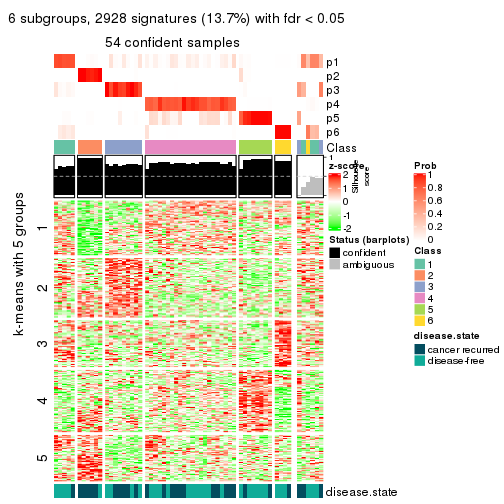 6 subgroups, 2928 signatures (13.7%) with fdr < 0.05
54 confident samples
p1
p2
p3
p4
p5
p6
Class
1
Silhouette
score
k-means with 5 groups
1
2
3
4
5
disease.state
z-score
2
1
0
-1
-2
Status (barplots)
confident
ambiguous
Prob
1
0.8
0.6
0.4
0.2
0
Class
1
2
3
4
5
6
disease.state
cancer recurred
disease-free